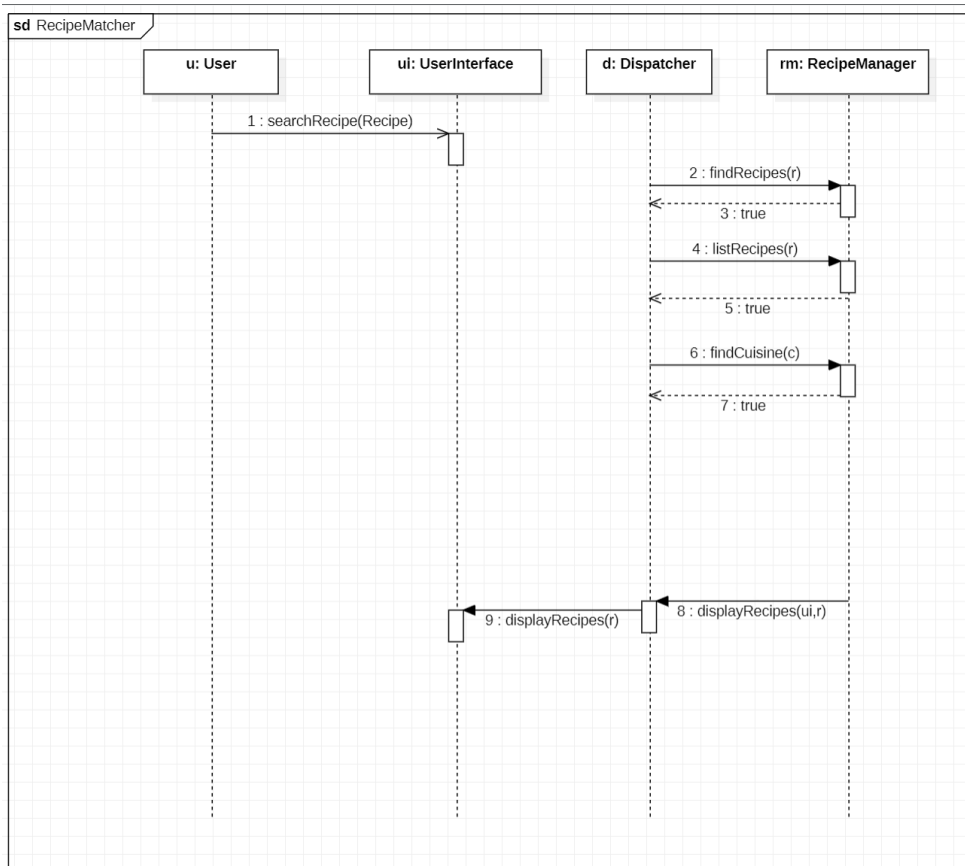 sd RecipeMatcher
u: User
ui: UserInterface
d: Dispatcher
rm: RecipeManager
1 : searchRecipe(Recipe)
2 : findRecipes(r)
3 : true
4 : listRecipes(r)
5 : true
6 : findCuisine(c)
7 : true
8 : displayRecipes(ui,r)
9 : displayRecipes(r)